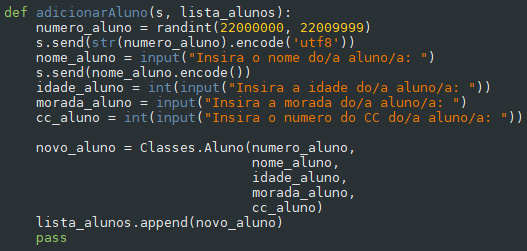 def adicionarAluno(s, lista_alunos):
    numero_aluno = randint(22000000, 22009999)
    s.send(str(numero_aluno).encode('utf8'))
    nome_aluno = input("Insira o nome do/a aluno/a: ")
    s.send(nome_aluno.encode())
    idade_aluno = int(input("Insira a idade do/a aluno/a: "))
    morada_aluno = input("Insira a morada do/a aluno/a: ")
    cc_aluno = int(input("Insira o numero do CC do/a aluno/a: "))

    novo_aluno = Classes.Aluno(numero_aluno,
                               nome_aluno,
                               idade_aluno,
                               morada_aluno,
                               cc_aluno)
    lista_alunos.append(novo_aluno)
    pass